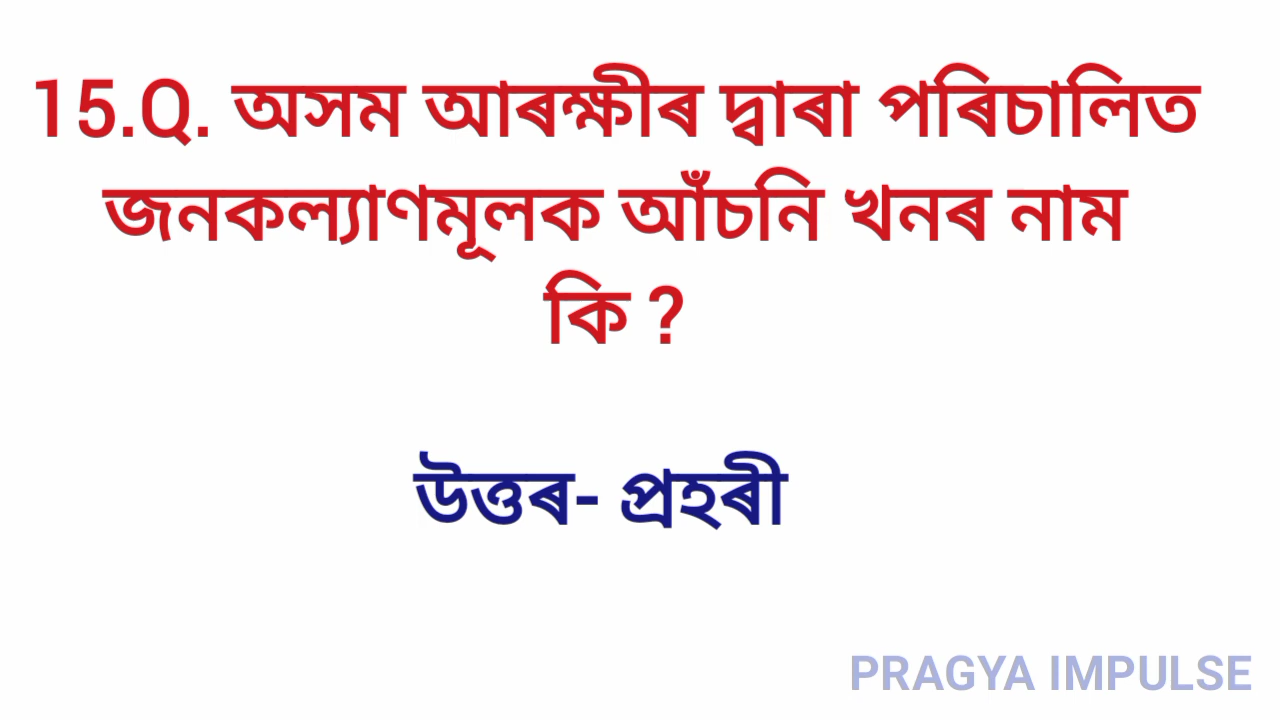 15.Q. অসম আৰক্ষীৰ দ্বাৰা পৰিচালিত
জনকল্যাণমূলক আঁচনি খনৰ নাম
কি ?
উত্তৰ- প্ৰহৰী
PRAGYA IMPULSE